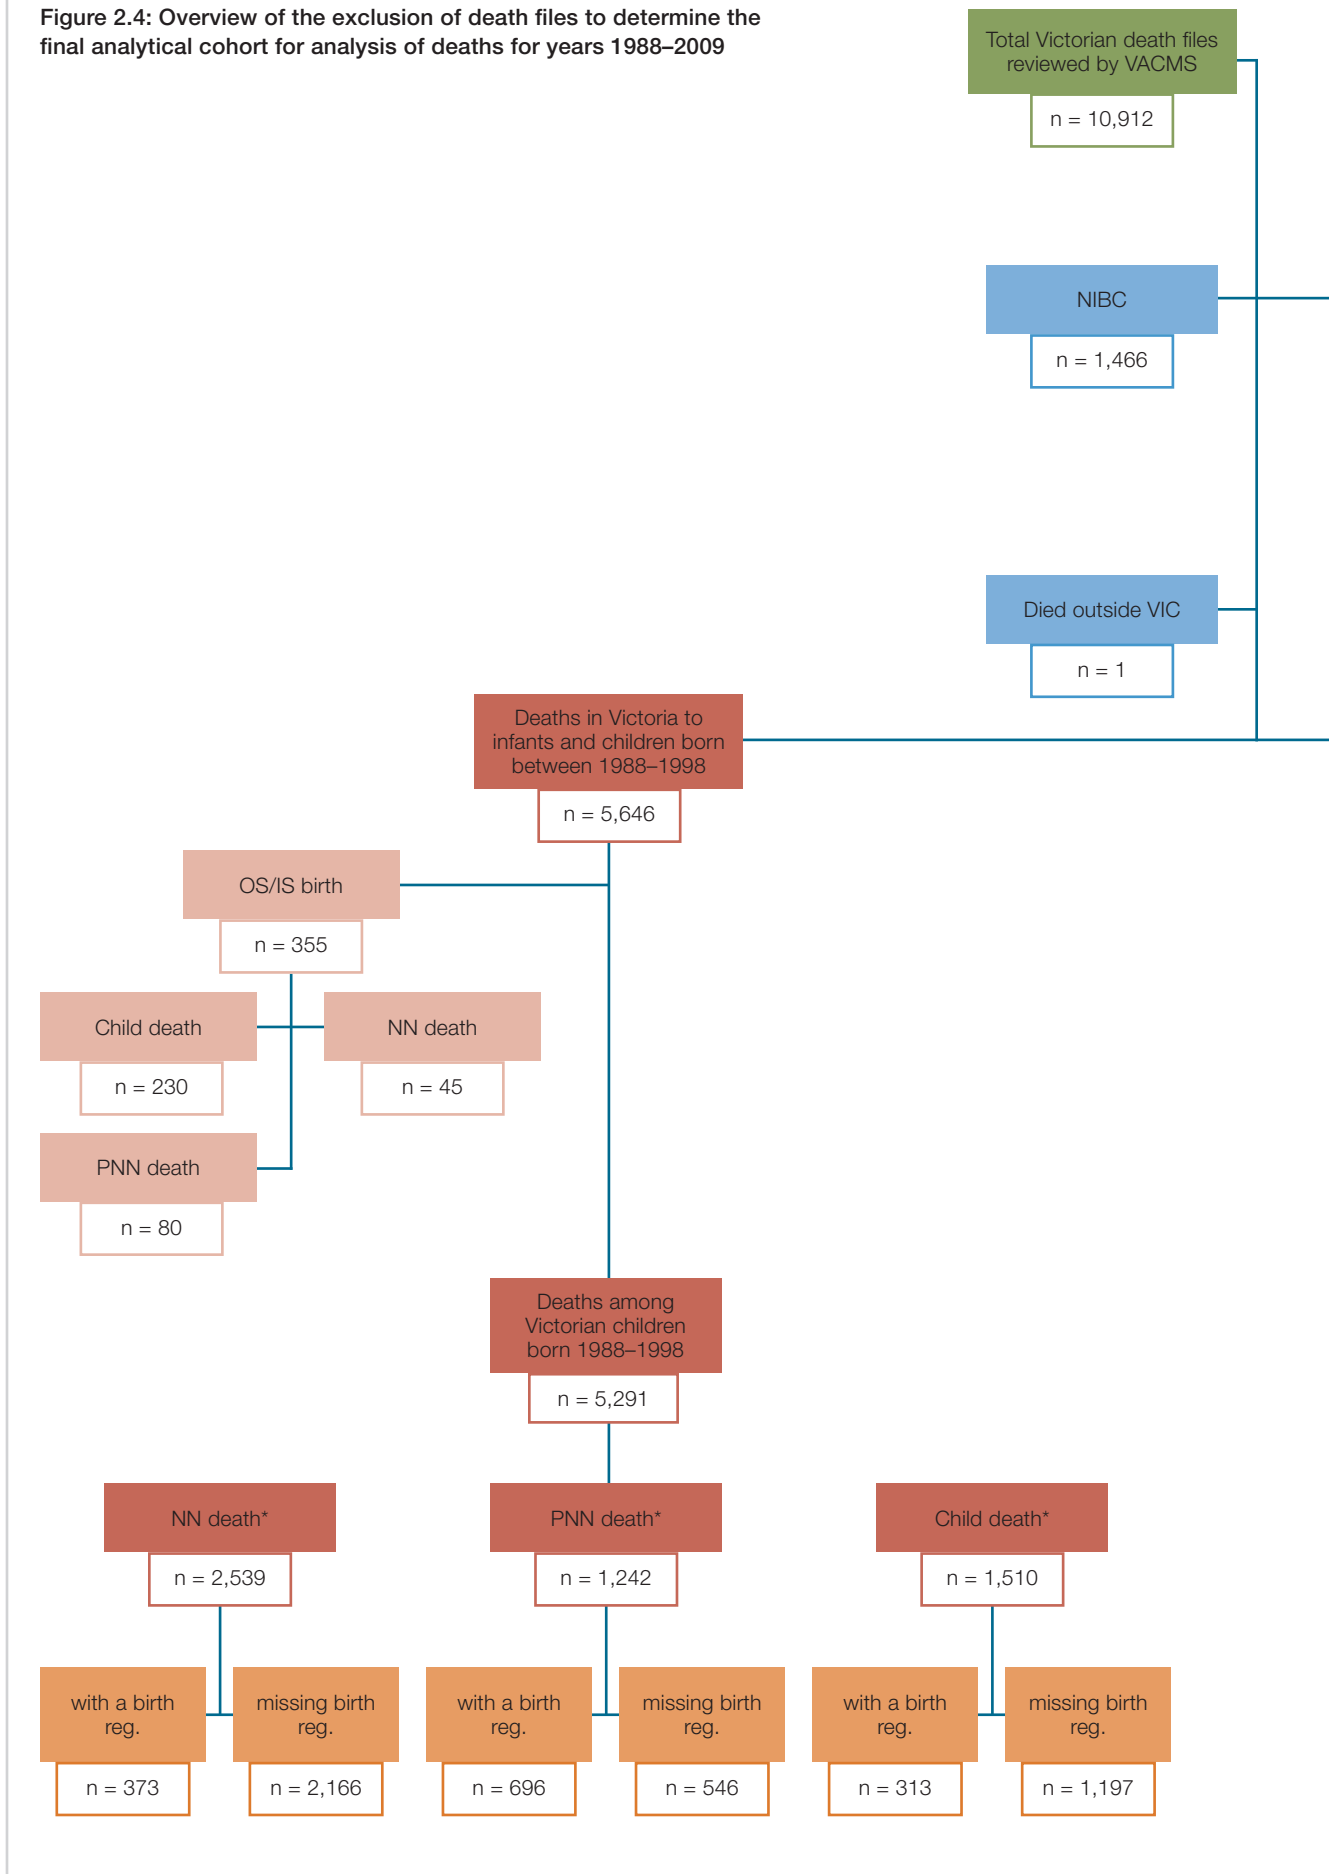 Figure 2.4: Overview of the exclusion of death files to determine the
final analytical cohort for analysis of deaths for years 1988–2009
Total Victorian death files
reviewed by VACMS
n = 10,912
NIBC
n = 1,466
Died outside VIC
n = 1
Deaths in Victoria to
infants and children born
between 1988–1998
n = 5,646
OS/IS birth
n = 355
Child death
n = 230
NN death
n = 45
PNN death
n = 80
Deaths among
Victorian children
born 1988–1998
n = 5,291
NN death*
n = 2,539
PNN death*
n = 1,242
Child death*
n = 1,510
with a birth
reg.
n = 373
missing birth
reg.
n = 2,166
with a birth
reg.
n = 696
missing birth
reg.
n = 546
with a birth
reg.
n = 313
missing birth
reg.
n = 1,197